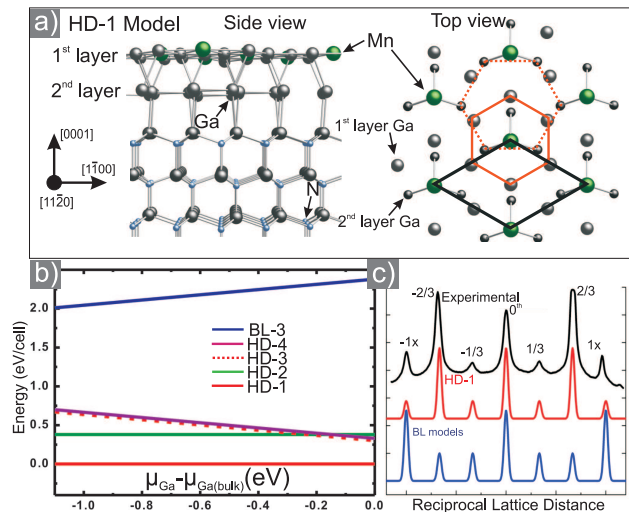 a)
HD-1 Model
Side view
Top view
1st layer
Mn
2nd layer
Ga
[0001]
1st layer Ga
[11̅00]
N
[112̅0]
2nd layer Ga
b)
Energy (eV/cell)
2.0
1.5
1.0
0.5
0.0
BL-3
HD-4
HD-3
HD-2
HD-1
μGa-μGa(bulk)(eV)
-1.0
-0.8
-0.6
-0.4
-0.2
0.0
c)
-2/3
2/3
Experimental
0th
-1x
-1/3
1/3
1x
HD-1
BL models
Reciprocal Lattice Distance